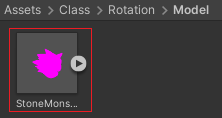 Assets > Class > Rotation > Model
StoneMons...